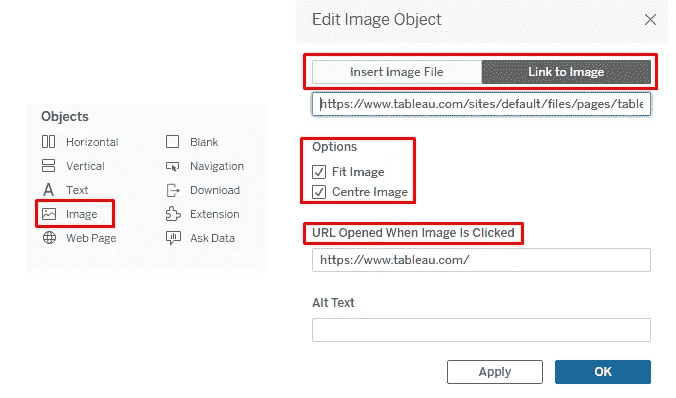 Objects
Horizontal Blank
Vertical Navigation
Text Download
Image Extension
Web Page Ask Data
Edit Image Object
Insert Image File Link to Image
https://www.tableau.com/sites/default/files/pages/table
Options
Fit Image
Centre Image
URL Opened When Image Is Clicked
https://www.tableau.com/
Alt Text
Apply OK